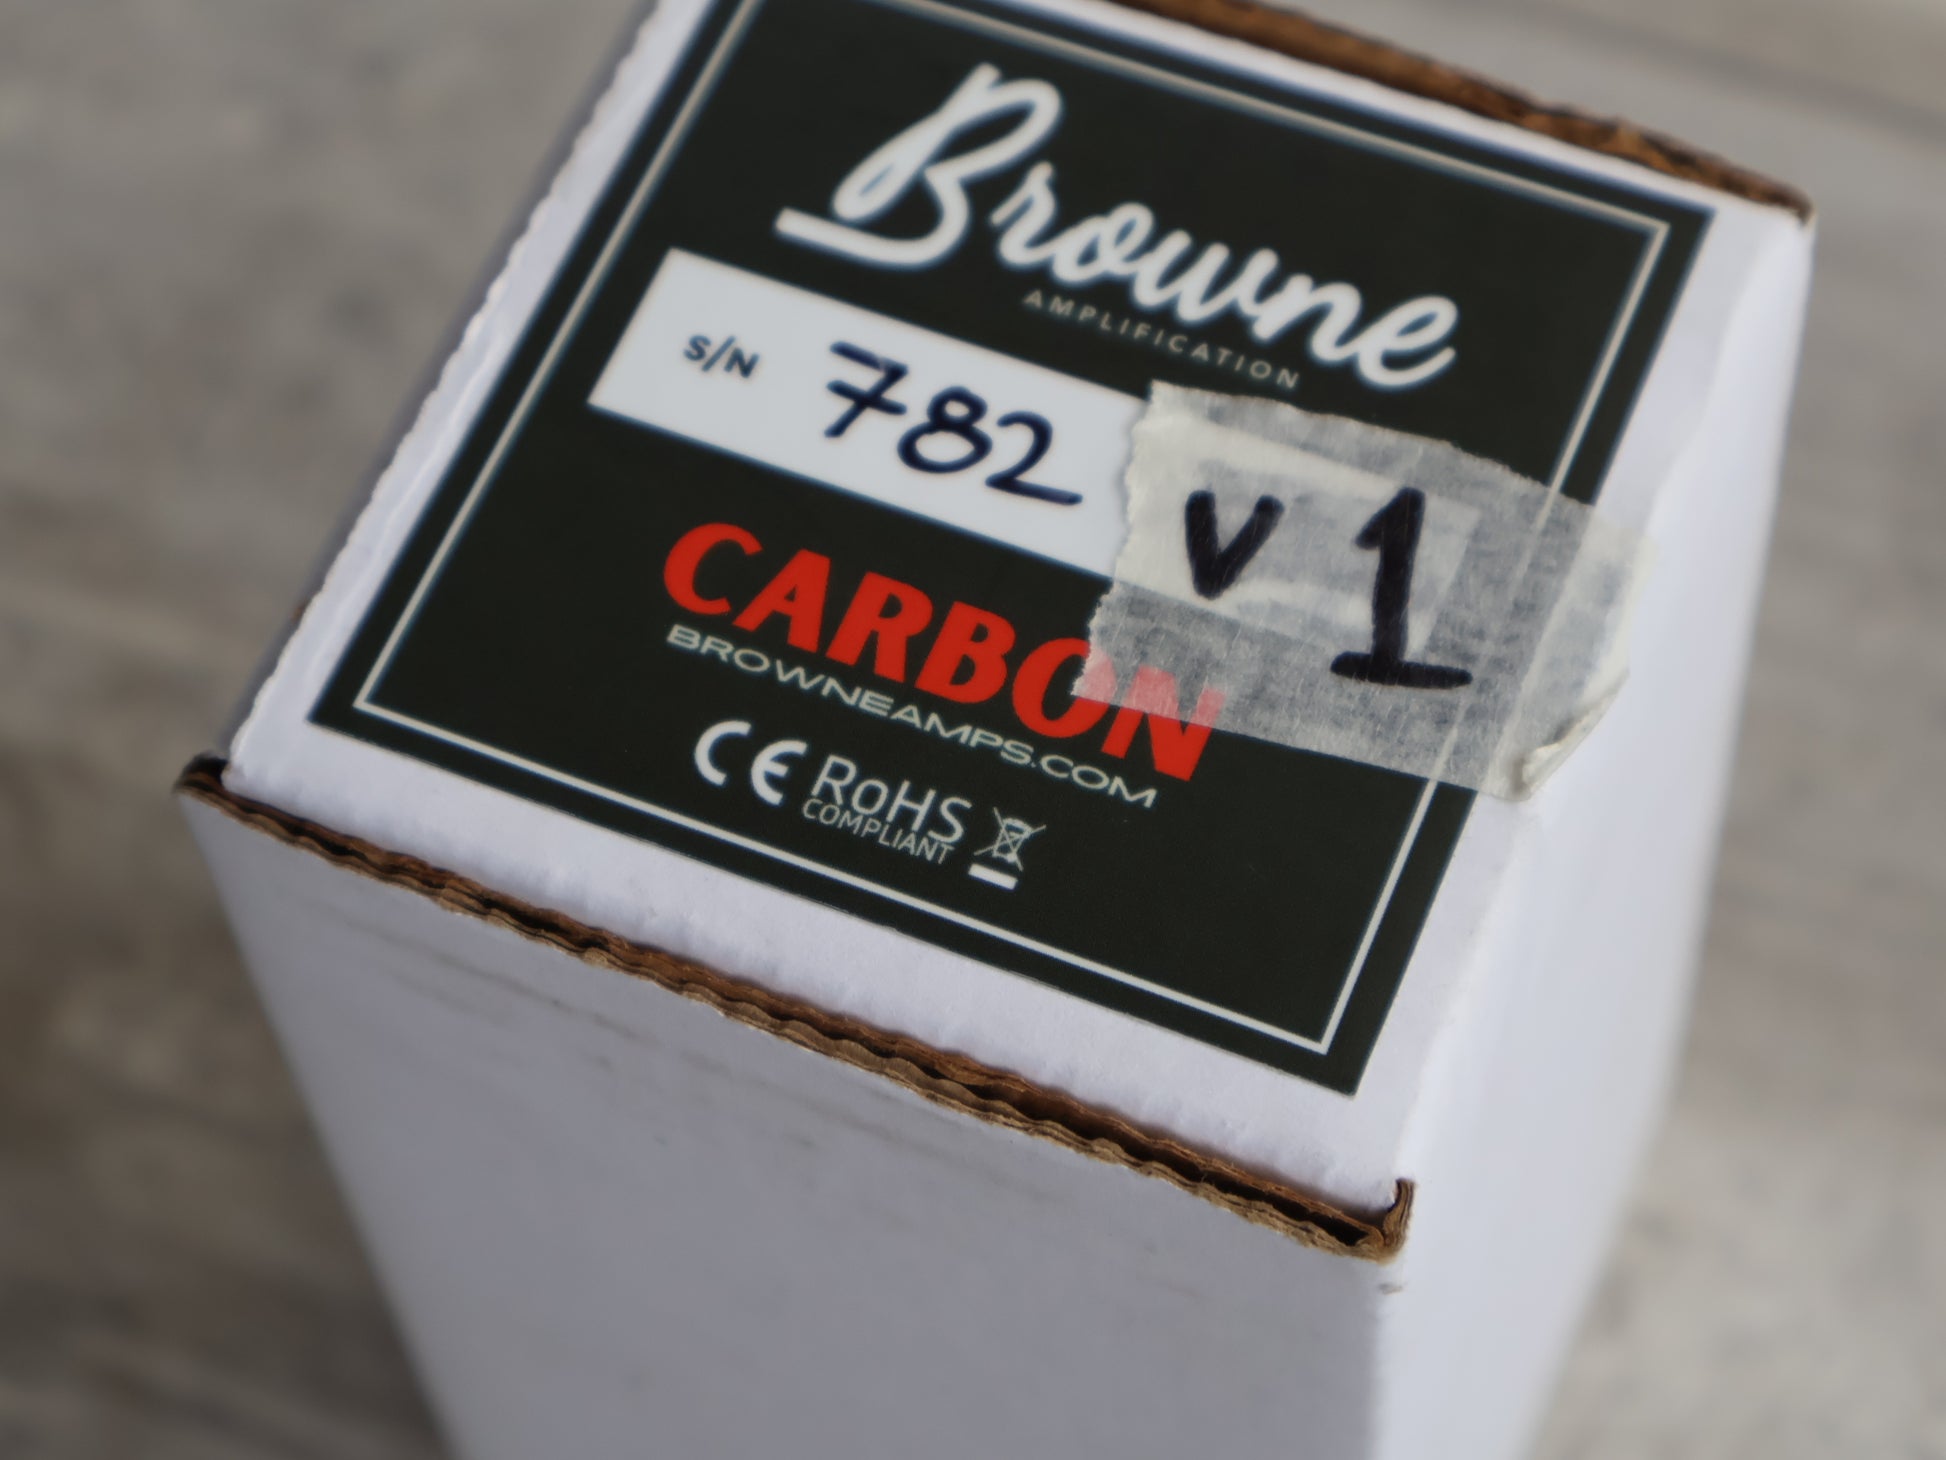 Browne
AMPLIFICATION
S/N 782
v1
CARBON
BROWNEAMPS.COM
CE RoHS
COMPLIANT